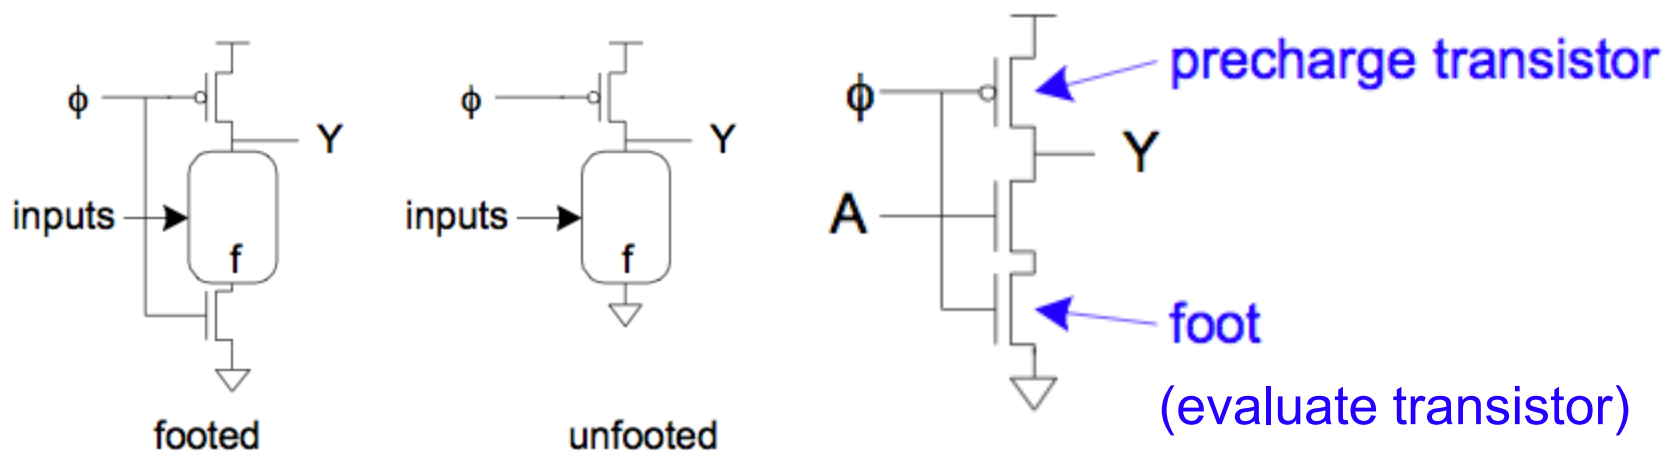 ϕ
Y
inputs
f
footed
ϕ
Y
inputs
f
unfooted
precharge transistor
ϕ
Y
A
foot
(evaluate transistor)